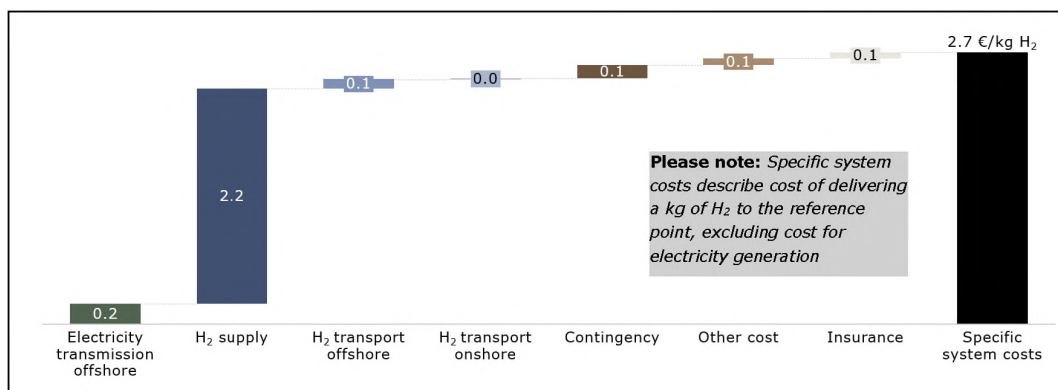 2.7 €/kg H₂
0.1
0.1
0.0
0.1
0.1
2.2
0.2
Please note: Specific system
costs describe cost of delivering
a kg of H₂ to the reference
point, excluding cost for
electricity generation
Electricity
transmission
offshore
H₂ supply
H₂ transport
offshore
H₂ transport
onshore
Contingency
Other cost
Insurance
Specific
system costs